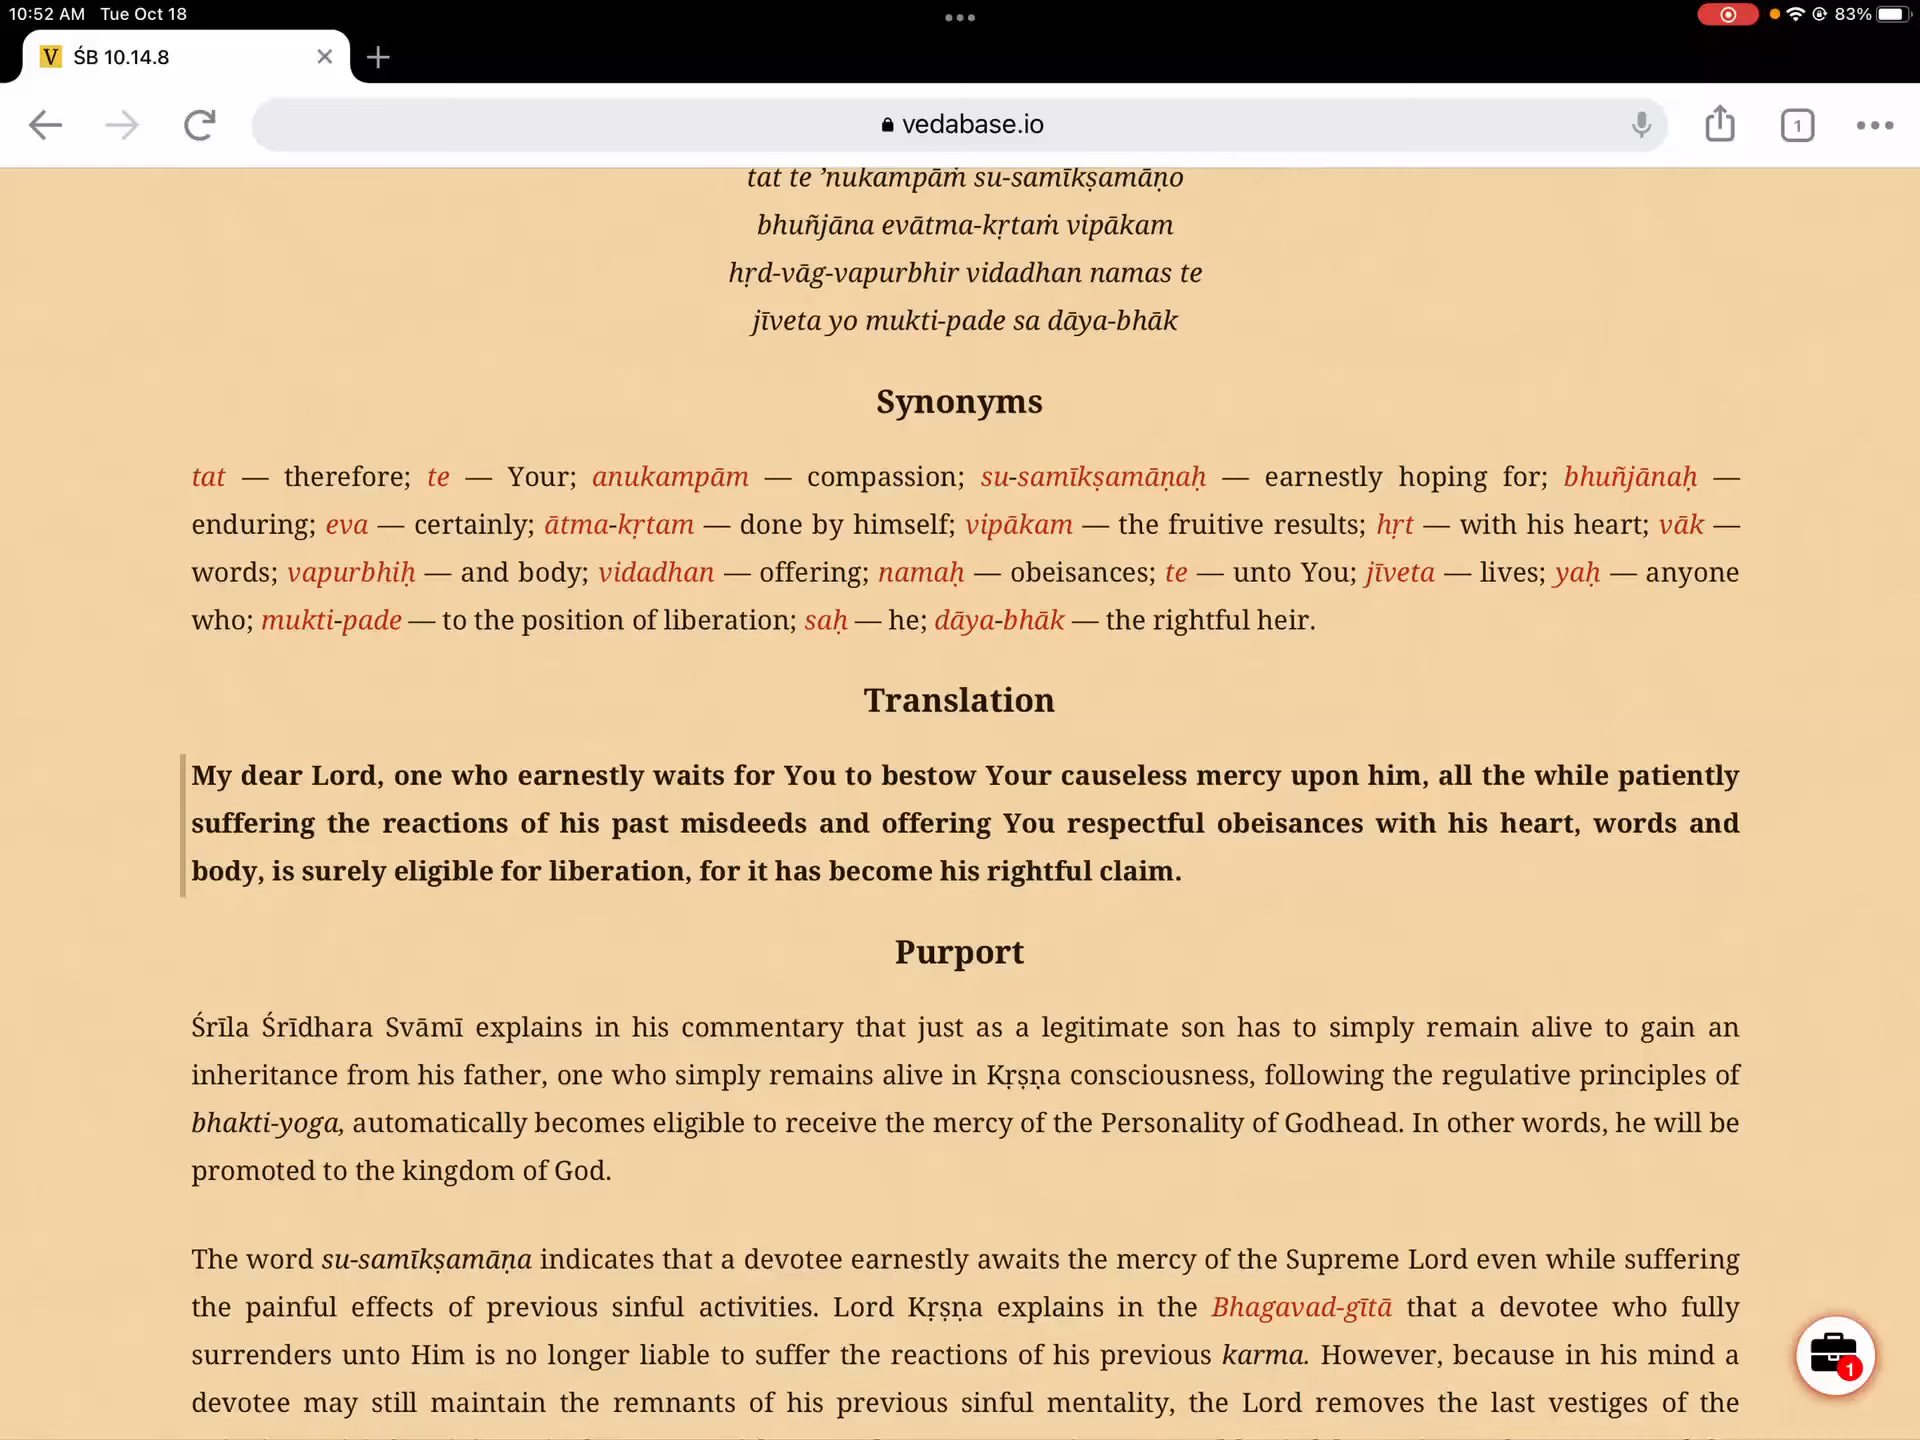 10:52 AM Tue Oct 18
83%
V ŚB 10.14.8
vedabase.io
1
tat te ’nukampāṁ su-samīkṣamāṇo
bhuñjāna evātma-kṛtaṁ vipākam
hṛd-vāg-vapurbhir vidadhan namas te
jīveta yo mukti-pade sa dāya-bhāk
Synonyms
tat — therefore; te — Your; anukampām — compassion; su-samīkṣamāṇaḥ — earnestly hoping for; bhuñjānaḥ —
enduring; eva — certainly; ātma-kṛtam — done by himself; vipākam — the fruitive results; hṛt — with his heart; vāk —
words; vapurbhiḥ — and body; vidadhan — offering; namaḥ — obeisances; te — unto You; jīveta — lives; yaḥ — anyone
who; mukti-pade — to the position of liberation; saḥ — he; dāya-bhāk — the rightful heir.
Translation
My dear Lord, one who earnestly waits for You to bestow Your causeless mercy upon him, all the while patiently
suffering the reactions of his past misdeeds and offering You respectful obeisances with his heart, words and
body, is surely eligible for liberation, for it has become his rightful claim.
Purport
Śrīla Śrīdhara Svāmī explains in his commentary that just as a legitimate son has to simply remain alive to gain an
inheritance from his father, one who simply remains alive in Kṛṣṇa consciousness, following the regulative principles of
bhakti-yoga, automatically becomes eligible to receive the mercy of the Personality of Godhead. In other words, he will be
promoted to the kingdom of God.
The word su-samīkṣamāṇa indicates that a devotee earnestly awaits the mercy of the Supreme Lord even while suffering
the painful effects of previous sinful activities. Lord Kṛṣṇa explains in the Bhagavad-gītā that a devotee who fully
surrenders unto Him is no longer liable to suffer the reactions of his previous karma. However, because in his mind a
devotee may still maintain the remnants of his previous sinful mentality, the Lord removes the last vestiges of the
1